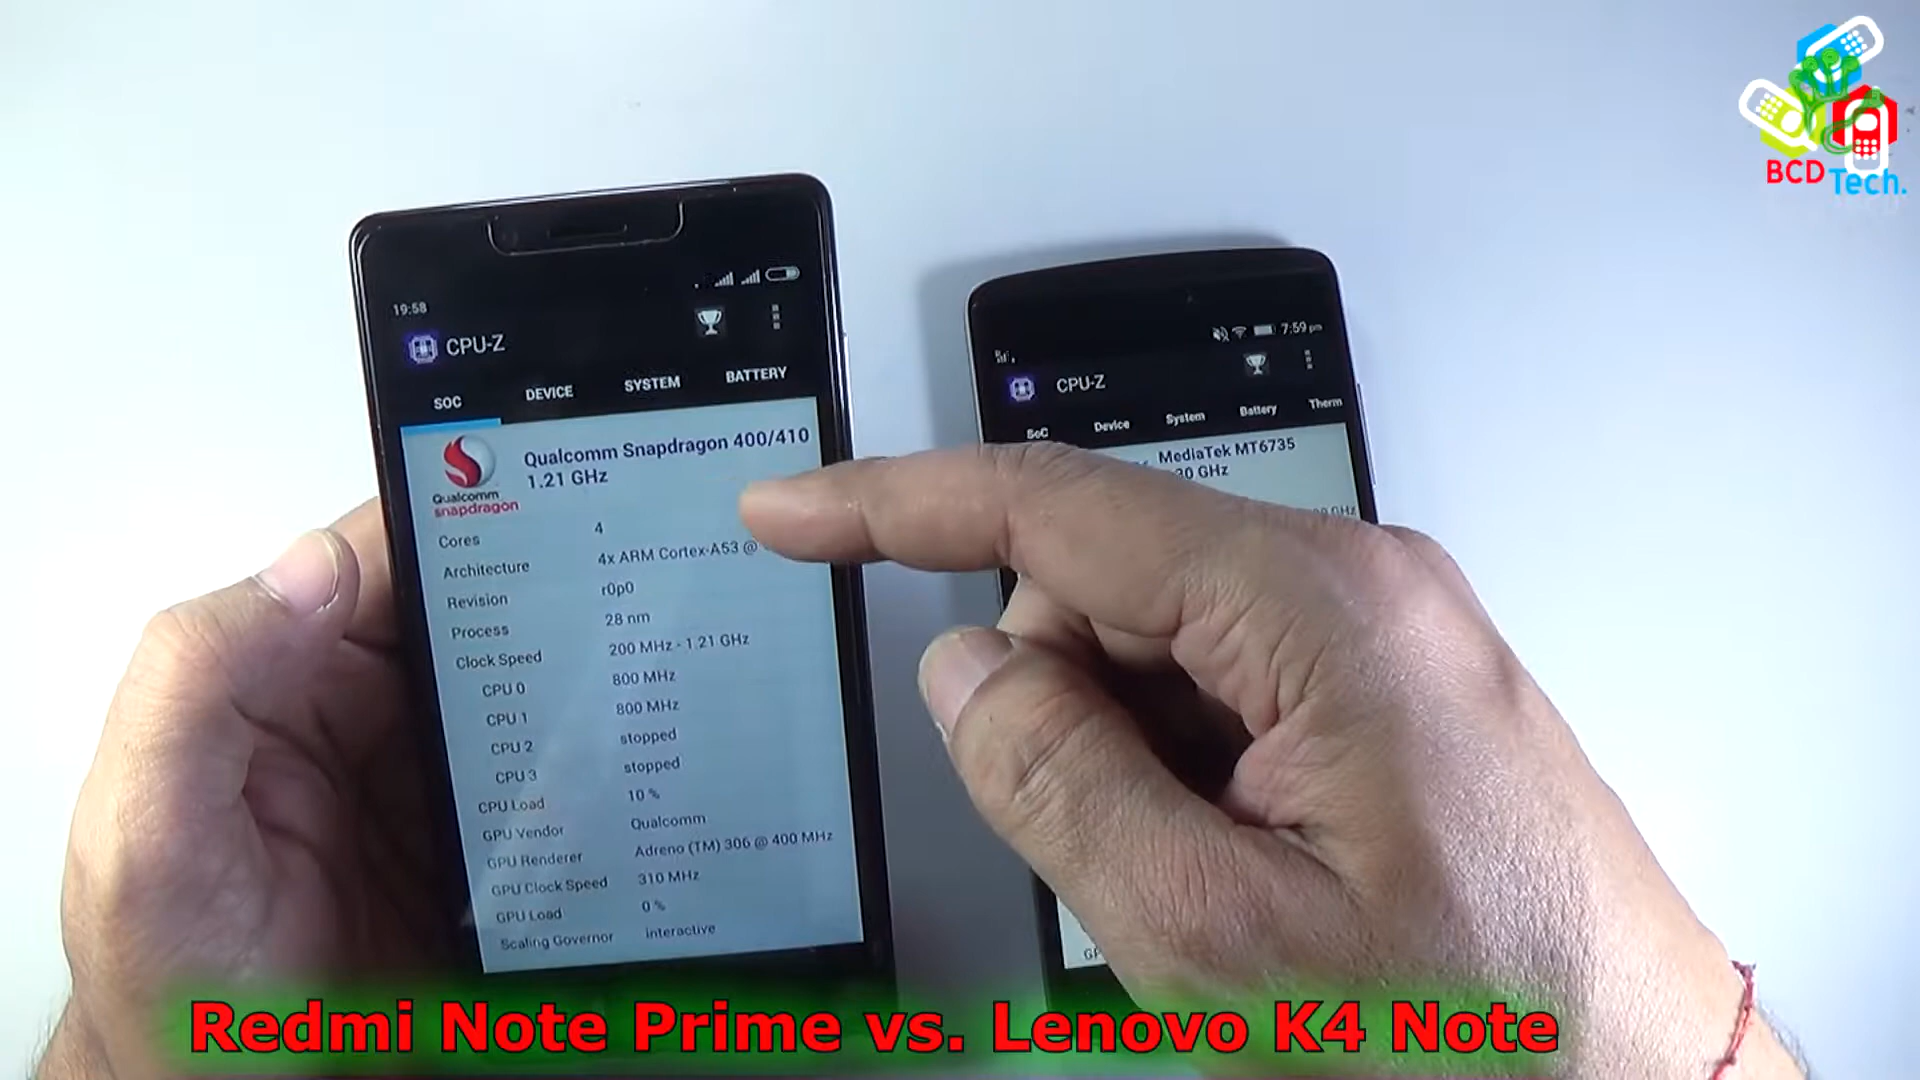 BCD Tech.
19:58
CPU-Z
SOC DEVICE SYSTEM BATTERY
Qualcomm
snapdragon
Qualcomm Snapdragon 400/410
1.21 GHz
Cores 4
Architecture 4x ARM Cortex-A53 @
Revision r0p0
Process 28 nm
Clock Speed 200 MHz - 1.21 GHz
CPU 0 800 MHz
CPU 1 800 MHz
CPU 2 stopped
CPU 3 stopped
CPU Load 10 %
GPU Vendor Qualcomm
GPU Renderer Adreno (TM) 306 @ 400 MHz
GPU Clock Speed 310 MHz
GPU Load 0 %
Scaling Governor interactive
7:59 pm
CPU-Z
SoC Device System Battery Therm
MediaTek MT6735
30 GHz
GHz
GP
Redmi Note Prime vs. Lenovo K4 Note